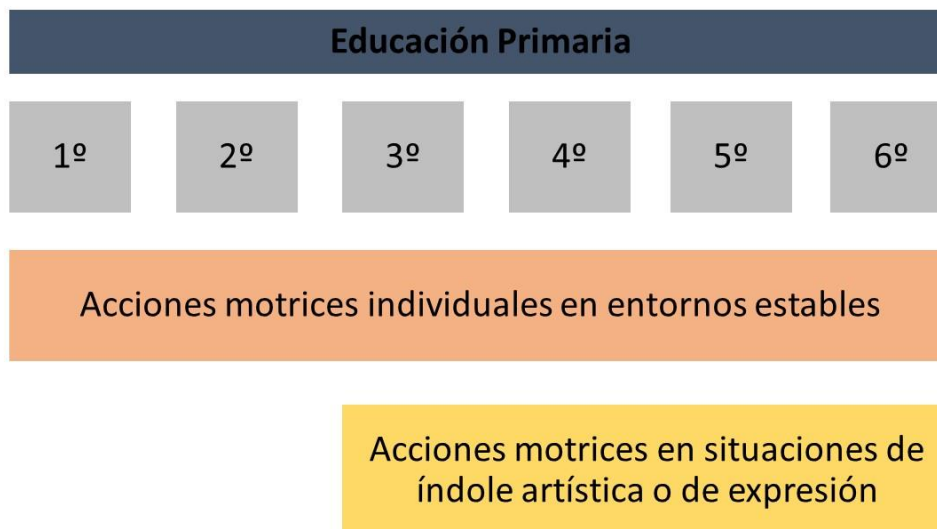 Educación Primaria
1º 2º 3º 4º 5º 6º
Acciones motrices individuales en entornos estables
Acciones motrices en situaciones de
índole artística o de expresión